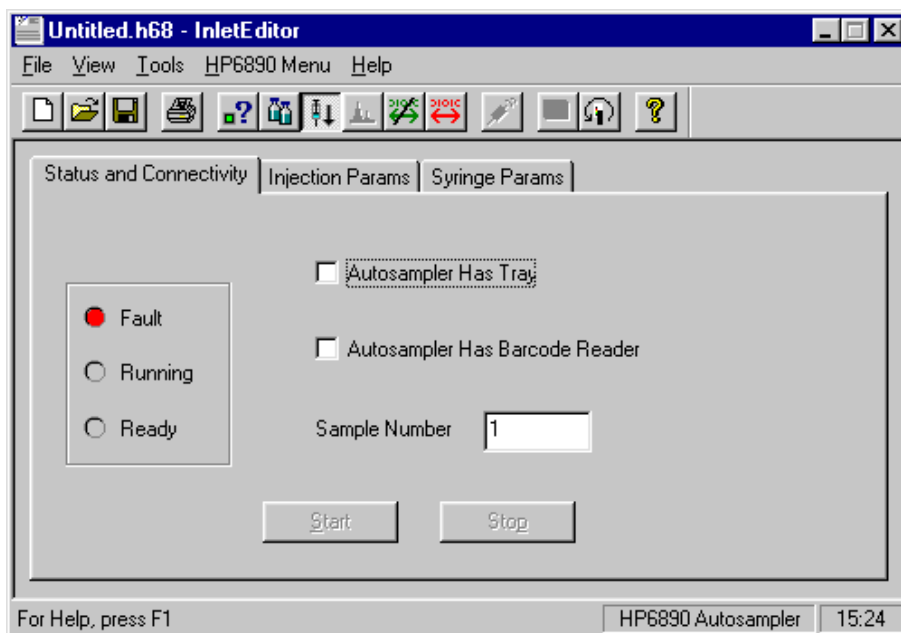 Untitled.h68 - InletEditor
File View Tools HP6890 Menu Help
Status and Connectivity Injection Params Syringe Params
Autosampler Has Tray
Fault
Autosampler Has Barcode Reader
Running
Ready
Sample Number 1
Start Stop
For Help, press F1 HP6890 Autosampler 15:24